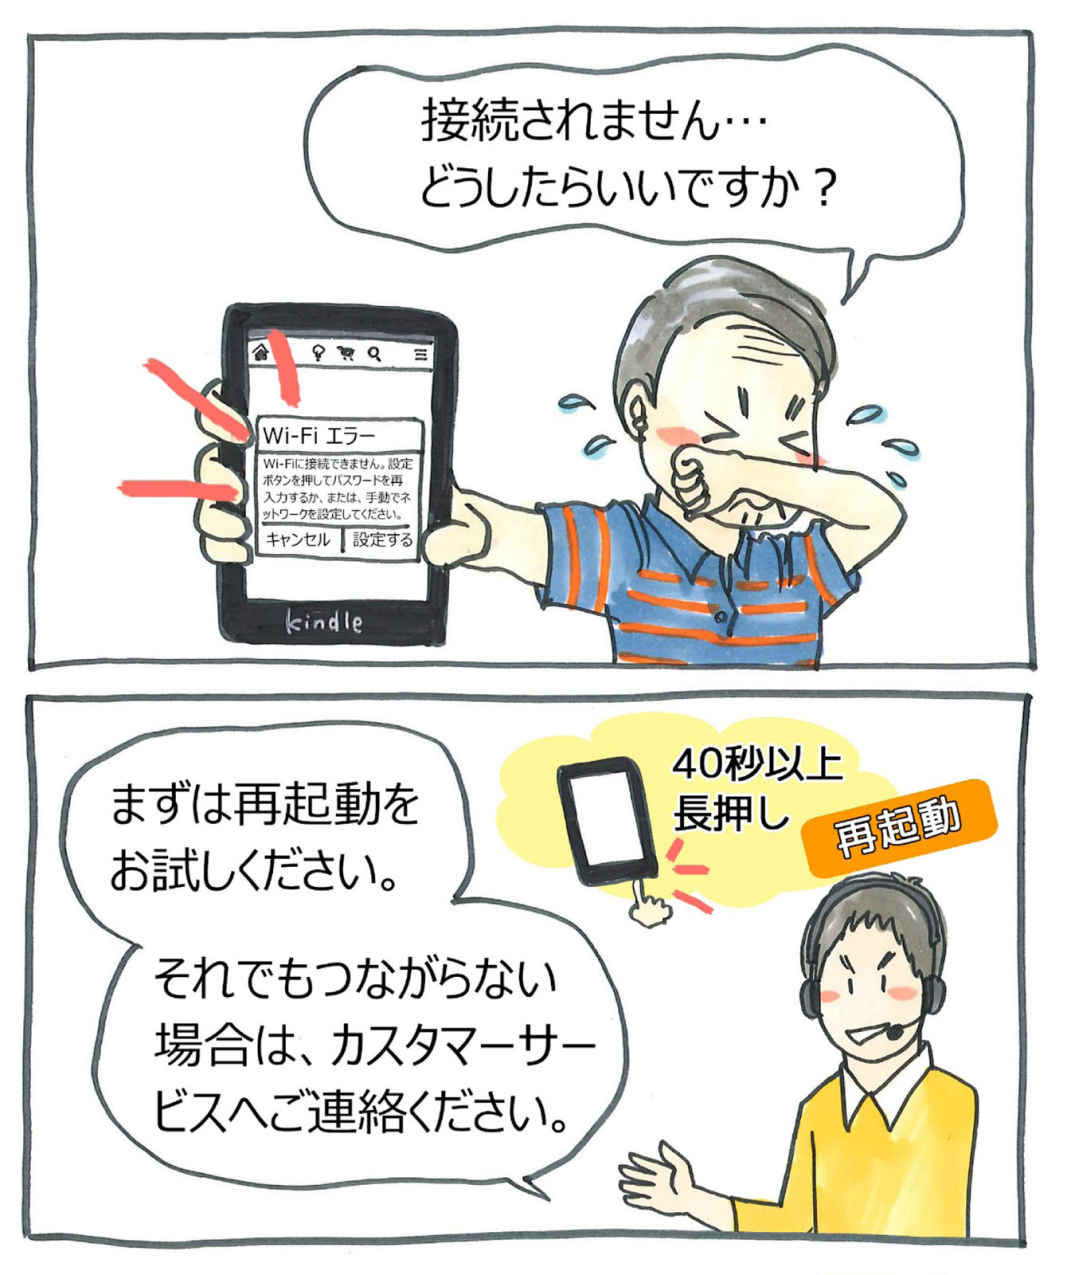 接続されません…
どうしたらいいですか？
Wi-Fi エラー
Wi-Fiに接続できません。設定
ボタンを押してパスワードを再
入力するか、または、手動でネ
ットワークを設定してください。
キャンセル 設定する
kindle
まずは再起動を
お試しください。
40秒以上
長押し
再起動
それでもつながらない
場合は、カスタマーサー
ビスへご連絡ください。